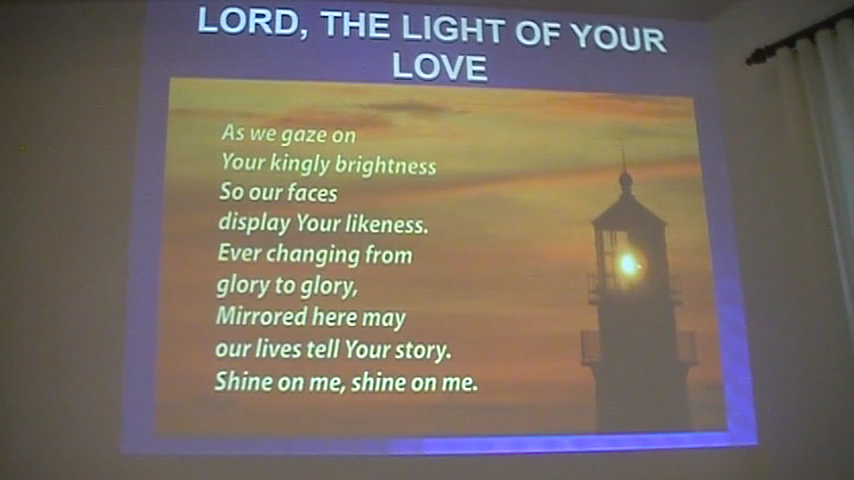 LORD, THE LIGHT OF YOUR
LOVE
As we gaze on
Your kingly brightness
So our faces
display Your likeness.
Ever changing from
glory to glory,
Mirrored here may
our lives tell Your story.
Shine on me, shine on me.